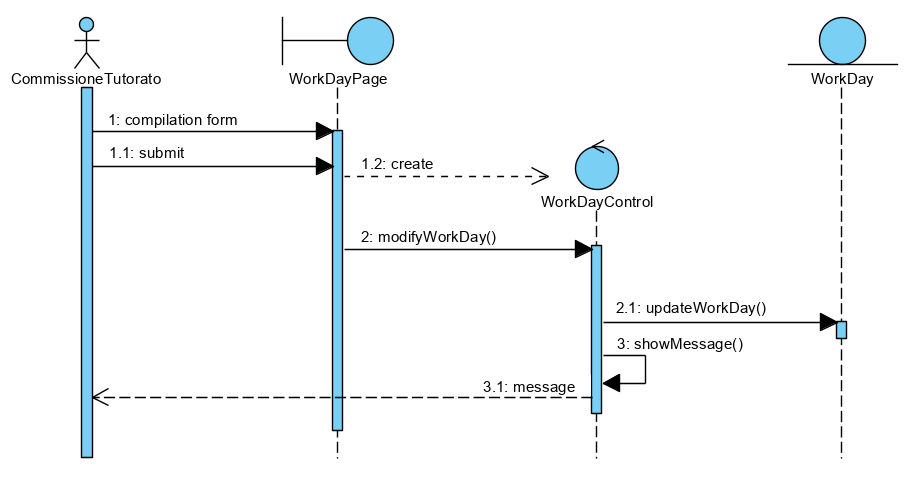 CommissioneTutorato
WorkDayPage
WorkDay
1: compilation form
1.1: submit
1.2: create
WorkDayControl
2: modifyWorkDay()
2.1: updateWorkDay()
3: showMessage()
3.1: message